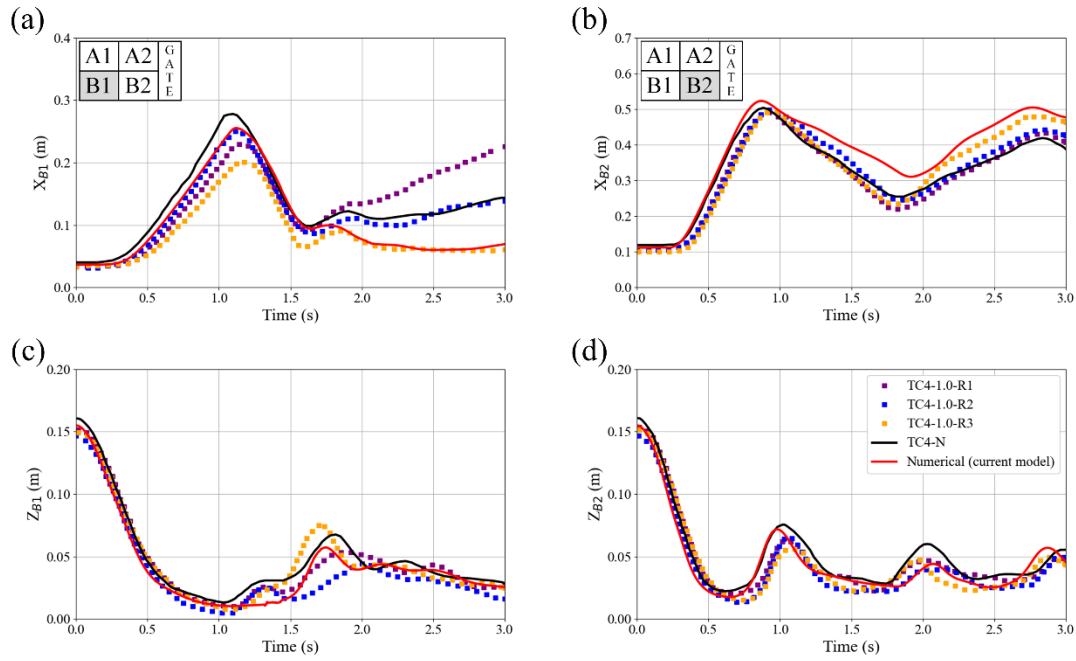 (a)
A1 A2 GATE
B1 B2
X_B1 (m)
0.4
0.3
0.2
0.1
0.0
0.0 0.5 1.0 1.5 2.0 2.5 3.0
Time (s)
(b)
A1 A2 GATE
B1 B2
X_B2 (m)
0.7
0.6
0.5
0.4
0.3
0.2
0.1
0.0
0.0 0.5 1.0 1.5 2.0 2.5 3.0
Time (s)
(c)
Z_B1 (m)
0.20
0.15
0.10
0.05
0.00
0.0 0.5 1.0 1.5 2.0 2.5 3.0
Time (s)
(d)
Z_B2 (m)
0.20
0.15
0.10
0.05
0.00
0.0 0.5 1.0 1.5 2.0 2.5 3.0
Time (s)
TC4-1.0-R1
TC4-1.0-R2
TC4-1.0-R3
TC4-N
Numerical (current model)